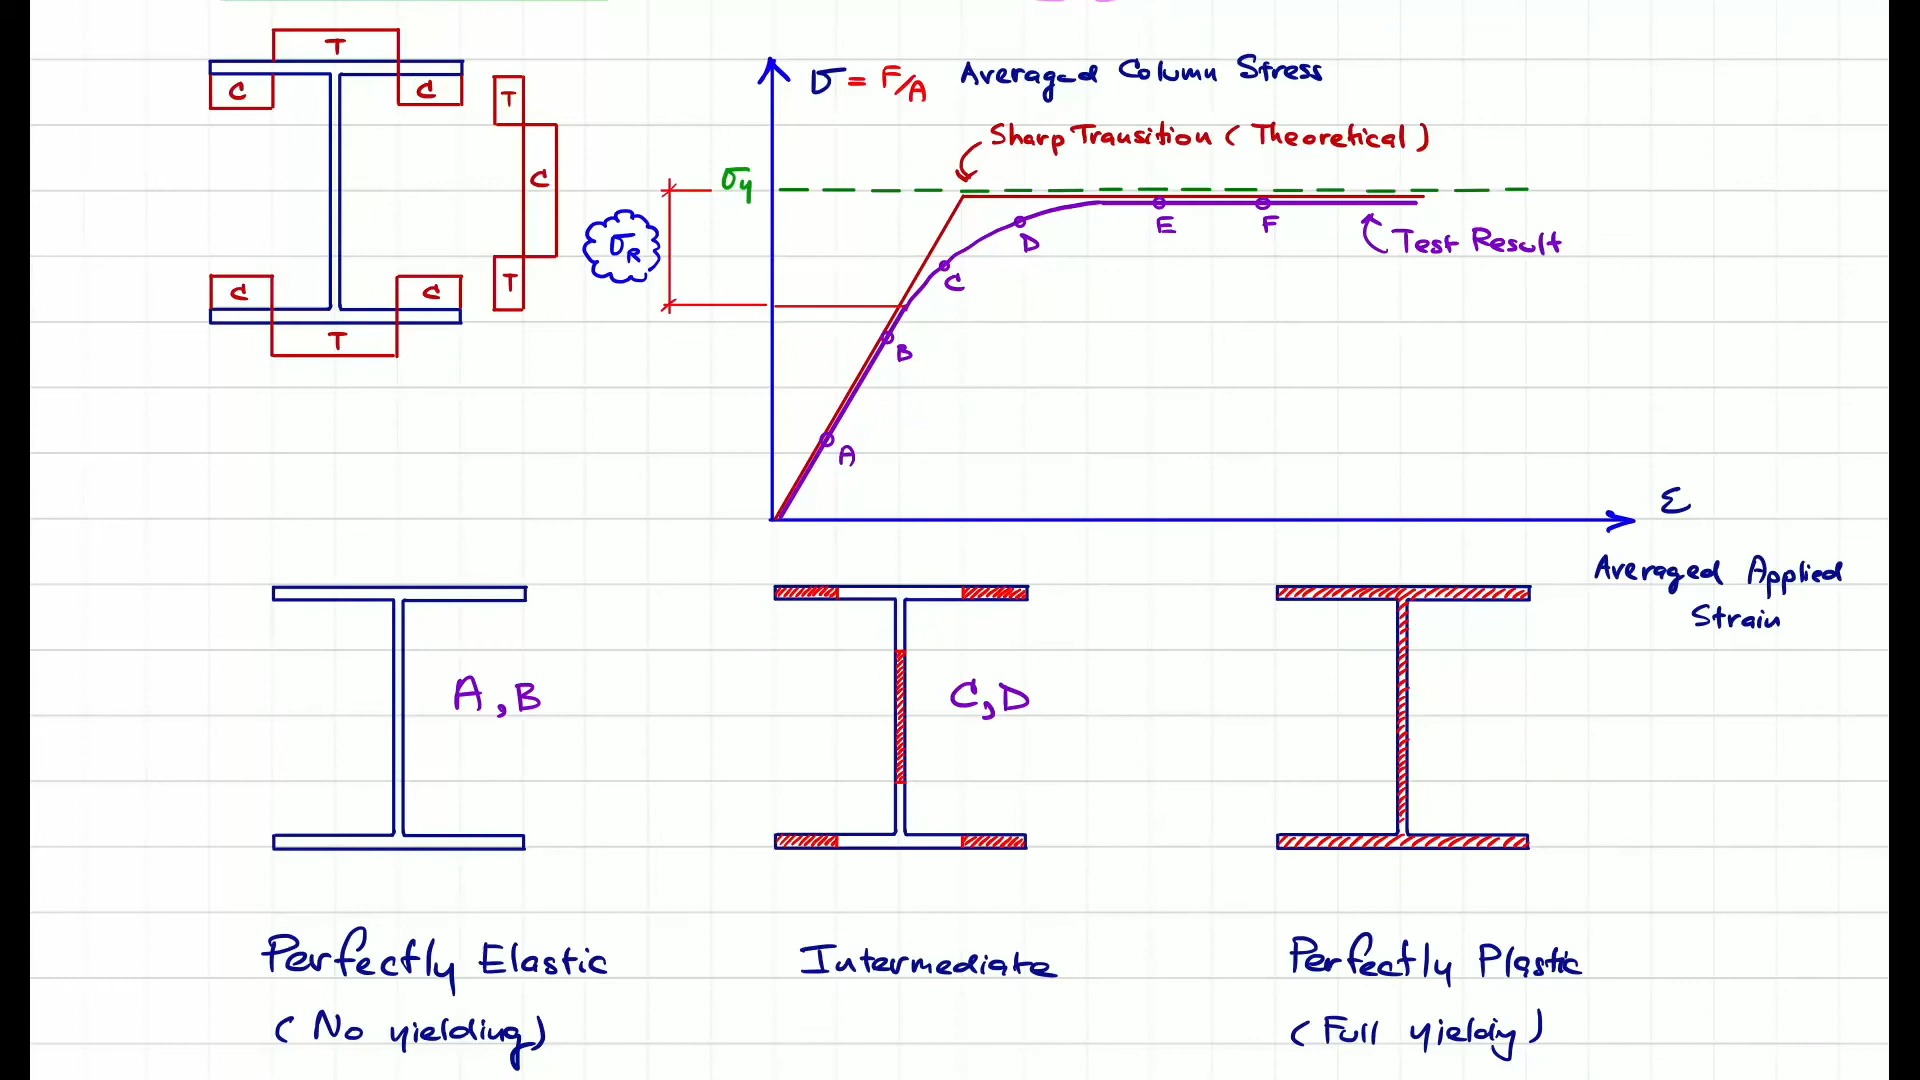 T
C C
T
C
T
C C
T
σ = F/A Averaged Column Stress
Sharp Transition (Theoretical)
σy
σR
A
B
C
D
E
F
Test Result
ε
Averaged Applied
Strain
A, B
C, D
Perfectly Elastic
(No yielding)
Intermediate
Perfectly Plastic
(Full yieldiy)